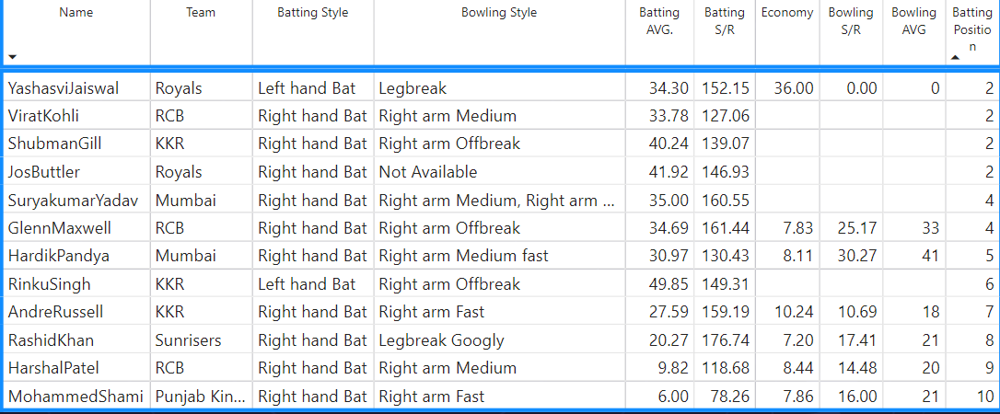 Name Team Batting Style Bowling Style Batting AVG. Batting S/R Economy Bowling S/R Bowling AVG Batting Position
YashasviJaiswal Royals Left hand Bat Legbreak 34.30 152.15 36.00 0.00 0 2
ViratKohli RCB Right hand Bat Right arm Medium 33.78 127.06 2
ShubmanGill KKR Right hand Bat Right arm Offbreak 40.24 139.07 2
JosButtler Royals Right hand Bat Not Available 41.92 146.93 2
SuryakumarYadav Mumbai Right hand Bat Right arm Medium, Right arm ... 35.00 160.55 4
GlennMaxwell RCB Right hand Bat Right arm Offbreak 34.69 161.44 7.83 25.17 33 4
HardikPandya Mumbai Right hand Bat Right arm Medium fast 30.97 130.43 8.11 30.27 41 5
RinkuSingh KKR Left hand Bat Right arm Offbreak 49.85 149.31 6
AndreRussell KKR Right hand Bat Right arm Fast 27.59 159.19 10.24 10.69 18 7
RashidKhan Sunrisers Right hand Bat Legbreak Googly 20.27 176.74 7.20 17.41 21 8
HarshalPatel RCB Right hand Bat Right arm Medium 9.82 118.68 8.44 14.48 20 9
MohammedShami Punjab Kin... Right hand Bat Right arm Fast 6.00 78.26 7.86 16.00 21 10